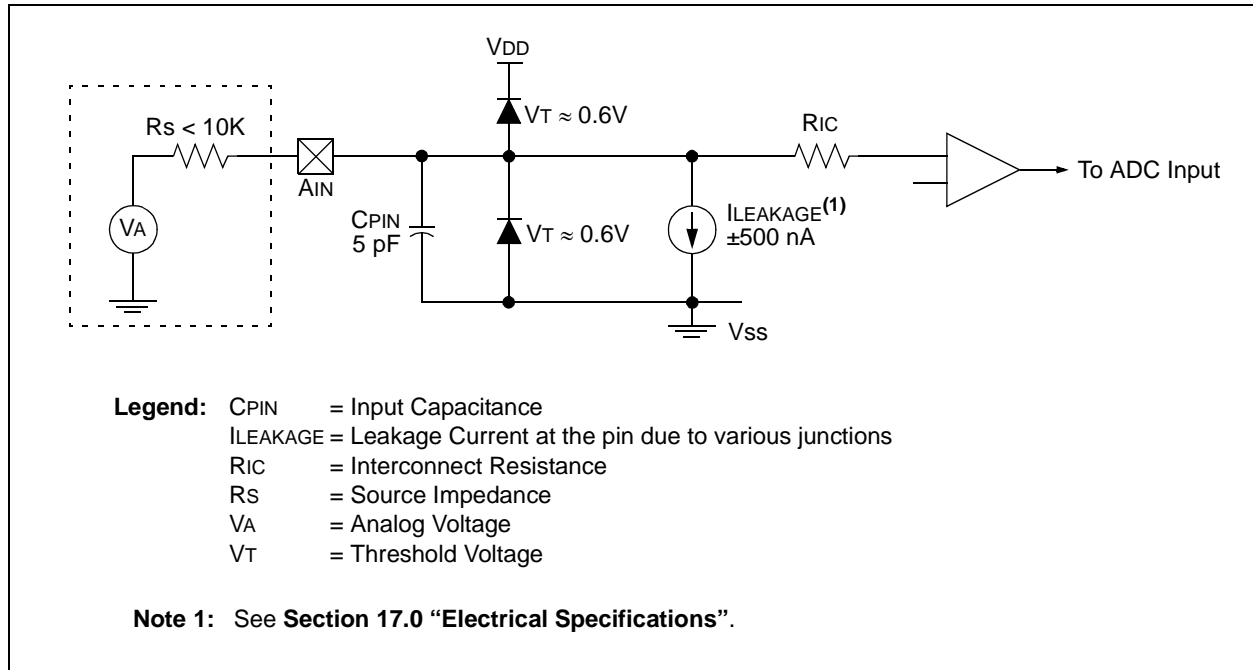 VDD
Rs < 10K
VT ≈ 0.6V
RIC
AIN
To ADC Input
VA
CPIN
5 pF
VT ≈ 0.6V
ILEAKAGE(1)
±500 nA
Vss
Legend: CPIN = Input Capacitance
ILEAKAGE = Leakage Current at the pin due to various junctions
RIC = Interconnect Resistance
RS = Source Impedance
VA = Analog Voltage
VT = Threshold Voltage
Note 1: See Section 17.0 “Electrical Specifications”.